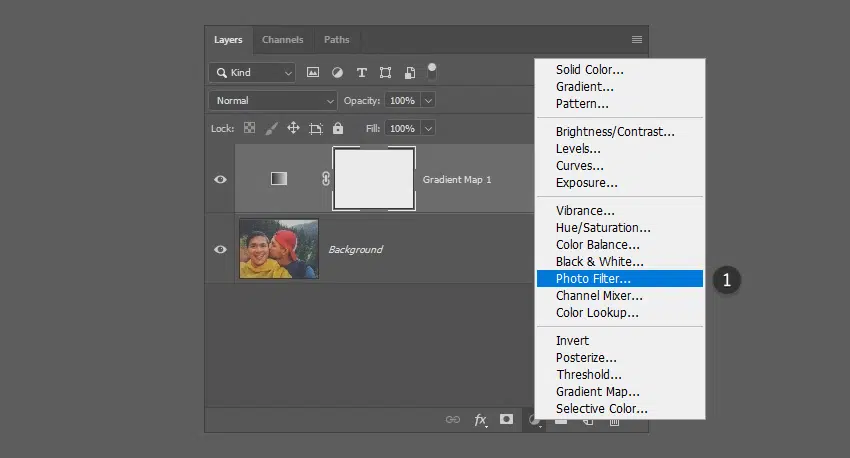 Layers Channels Paths
Kind T
Normal Opacity: 100%
Lock: Fill: 100%
Gradient Map 1
Background
fx
Solid Color...
Gradient...
Pattern...
Brightness/Contrast...
Levels...
Curves...
Exposure...
Vibrance...
Hue/Saturation...
Color Balance...
Black & White...
Photo Filter...
Channel Mixer...
Color Lookup...
Invert
Posterize...
Threshold...
Gradient Map...
Selective Color...
1